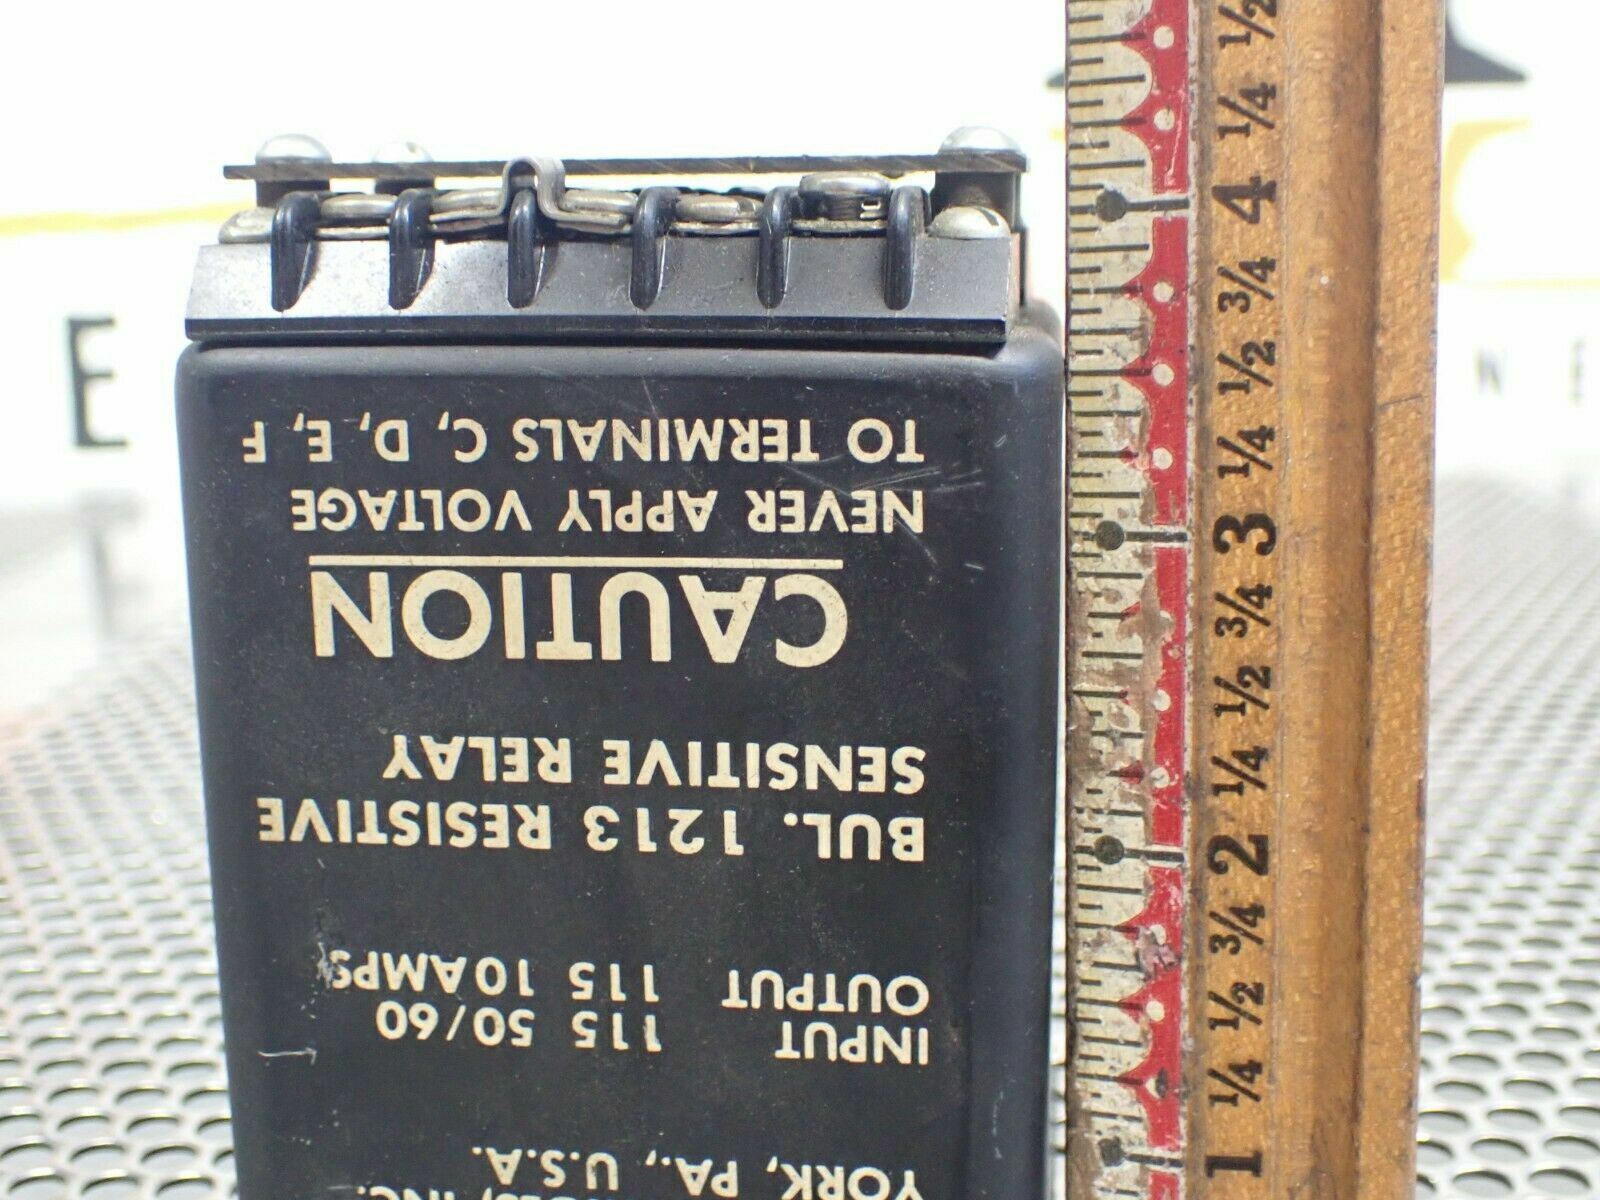 INC.
YORK, PA., U.S.A.
INPUT 115 50/60
OUTPUT 115 10AMPS
BUL. 1213 RESISTIVE
SENSITIVE RELAY
CAUTION
NEVER APPLY VOLTAGE
TO TERMINALS C, D, E, F
1 1/4 1/2 3/4 2 1/4 1/2 3/4 3 1/4 1/2 3/4 4 1/4 1/2
E
N E